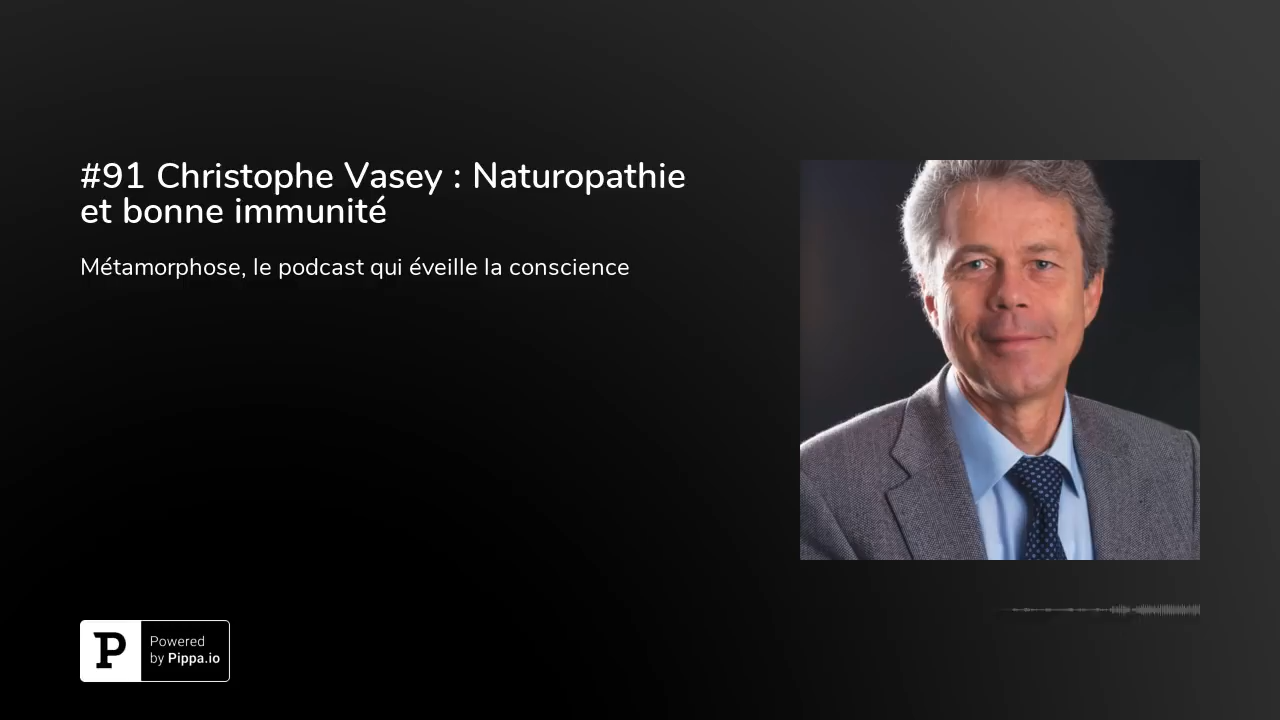 #91 Christophe Vasey : Naturopathie
et bonne immunité
Métamorphose, le podcast qui éveille la conscience
P
Powered
by Pippa.io